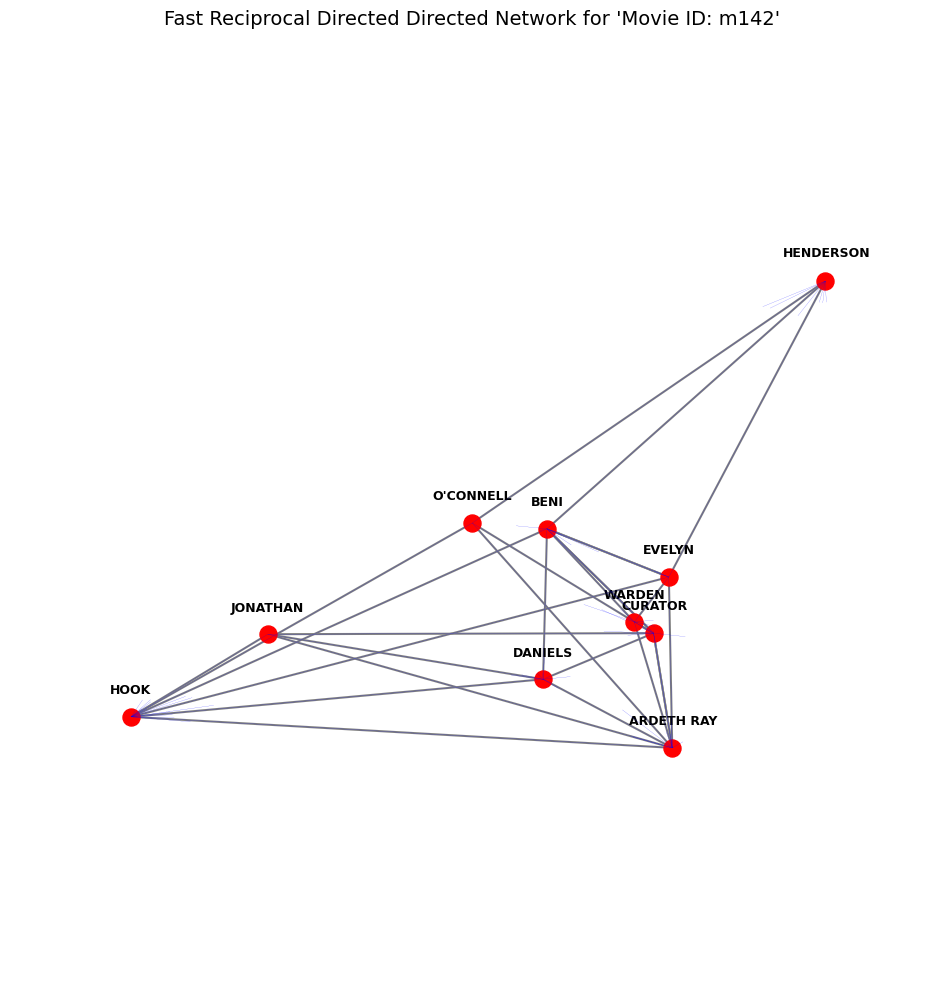 Fast Reciprocal Directed Directed Network for 'Movie ID: m142'
HENDERSON
O'CONNELL
BENI
EVELYN
WARDEN
CURATOR
JONATHAN
DANIELS
HOOK
ARDETH RAY